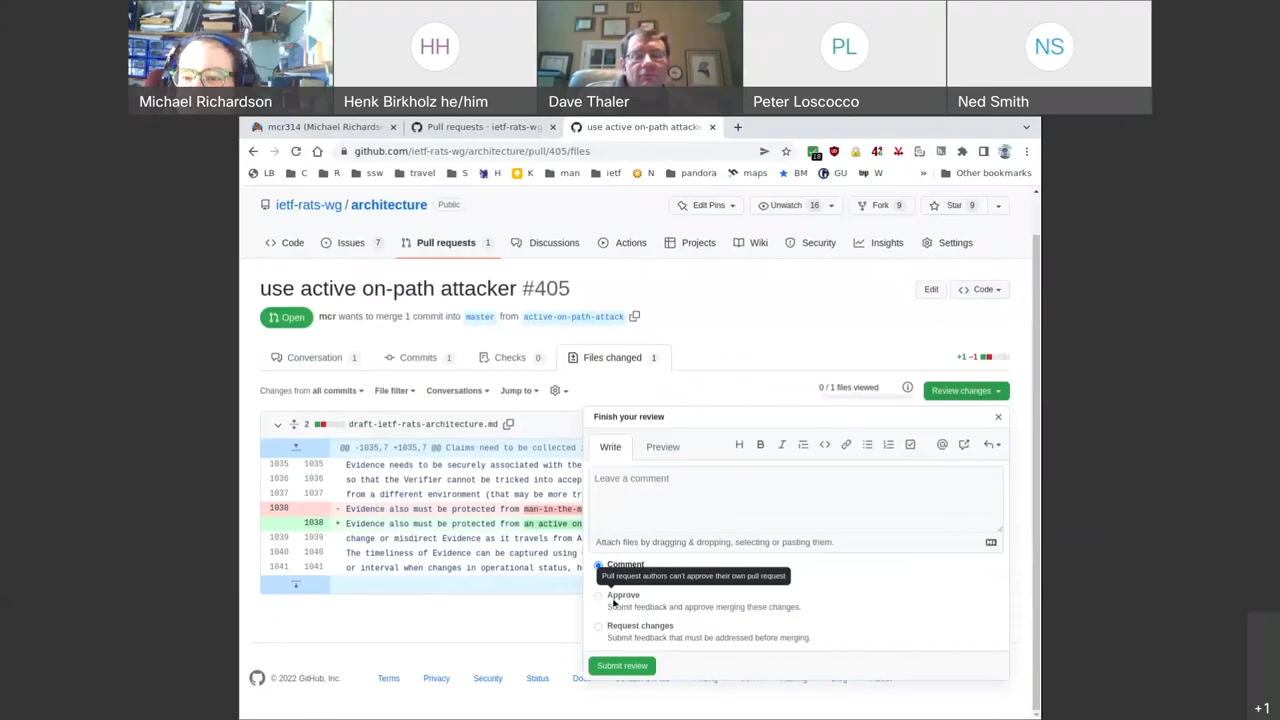 HH
PL
NS
Michael Richardson
Henk Birkholz he/him
Dave Thaler
Peter Loscocco
Ned Smith
mcr314 (Michael Richards
Pull requests · ietf-rats-wg
use active on-path attacke
github.com/ietf-rats-wg/architecture/pull/405/files
LB
C
R
ssw
travel
S
H
K
man
ietf
N
pandora
maps
BM
GU
W
»
Other bookmarks
ietf-rats-wg / architecture Public
Edit Pins
Unwatch 16
Fork 9
Star 9
Code
Issues 7
Pull requests 1
Discussions
Actions
Projects
Wiki
Security
Insights
Settings
use active on-path attacker #405
Edit
Code
Open
mcr wants to merge 1 commit into master from active-on-path-attack
Conversation 1
Commits 1
Checks 0
Files changed 1
+1 −1
Changes from all commits
File filter
Conversations
Jump to
0 / 1 files viewed
Review changes
2 draft-ietf-rats-architecture.md
@@ -1035,7 +1035,7 @@ Claims need to be collected
1035 1035 Evidence needs to be securely associated with the
1036 1036 so that the Verifier cannot be tricked into accep
1037 1037 from a different environment (that may be more tr
1038 - Evidence also must be protected from man-in-the-m
1038 + Evidence also must be protected from an active on
1039 1039 change or misdirect Evidence as it travels from A
1040 1040 The timeliness of Evidence can be captured using
1041 1041 or interval when changes in operational status, h
Finish your review
Write
Preview
Leave a comment
Attach files by dragging & dropping, selecting or pasting them.
Comment
Pull request authors can't approve their own pull request
Approve
Submit feedback and approve merging these changes.
Request changes
Submit feedback that must be addressed before merging.
Submit review
© 2022 GitHub, Inc.
Terms
Privacy
Security
Status
+1